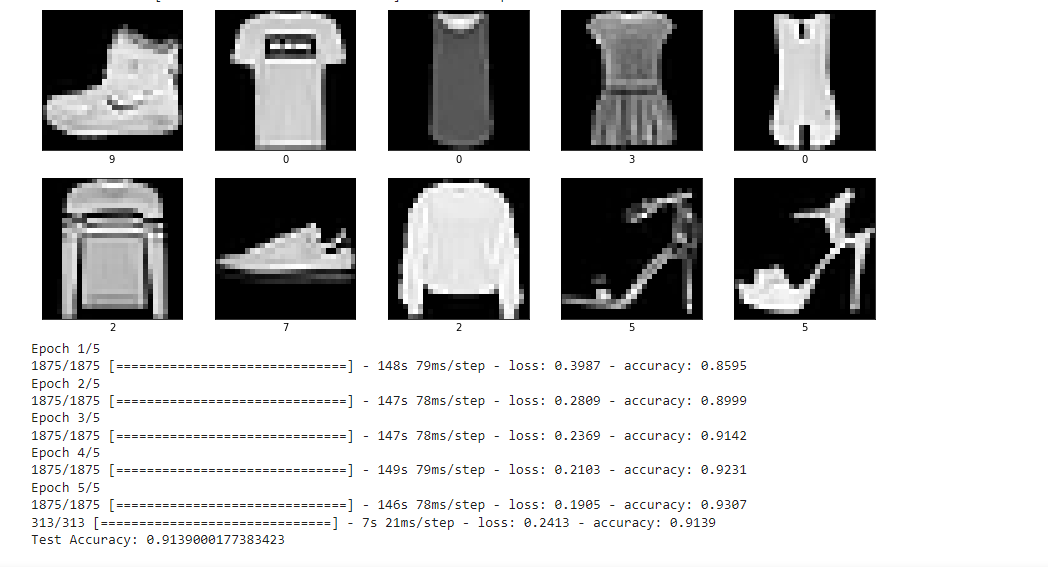 9 0 0 3 0
2 7 2 5 5
Epoch 1/5
1875/1875 [==============================] - 148s 79ms/step - loss: 0.3987 - accuracy: 0.8595
Epoch 2/5
1875/1875 [==============================] - 147s 78ms/step - loss: 0.2809 - accuracy: 0.8999
Epoch 3/5
1875/1875 [==============================] - 147s 78ms/step - loss: 0.2369 - accuracy: 0.9142
Epoch 4/5
1875/1875 [==============================] - 149s 79ms/step - loss: 0.2103 - accuracy: 0.9231
Epoch 5/5
1875/1875 [==============================] - 146s 78ms/step - loss: 0.1905 - accuracy: 0.9307
313/313 [==============================] - 7s 21ms/step - loss: 0.2413 - accuracy: 0.9139
Test Accuracy: 0.9139000177383423